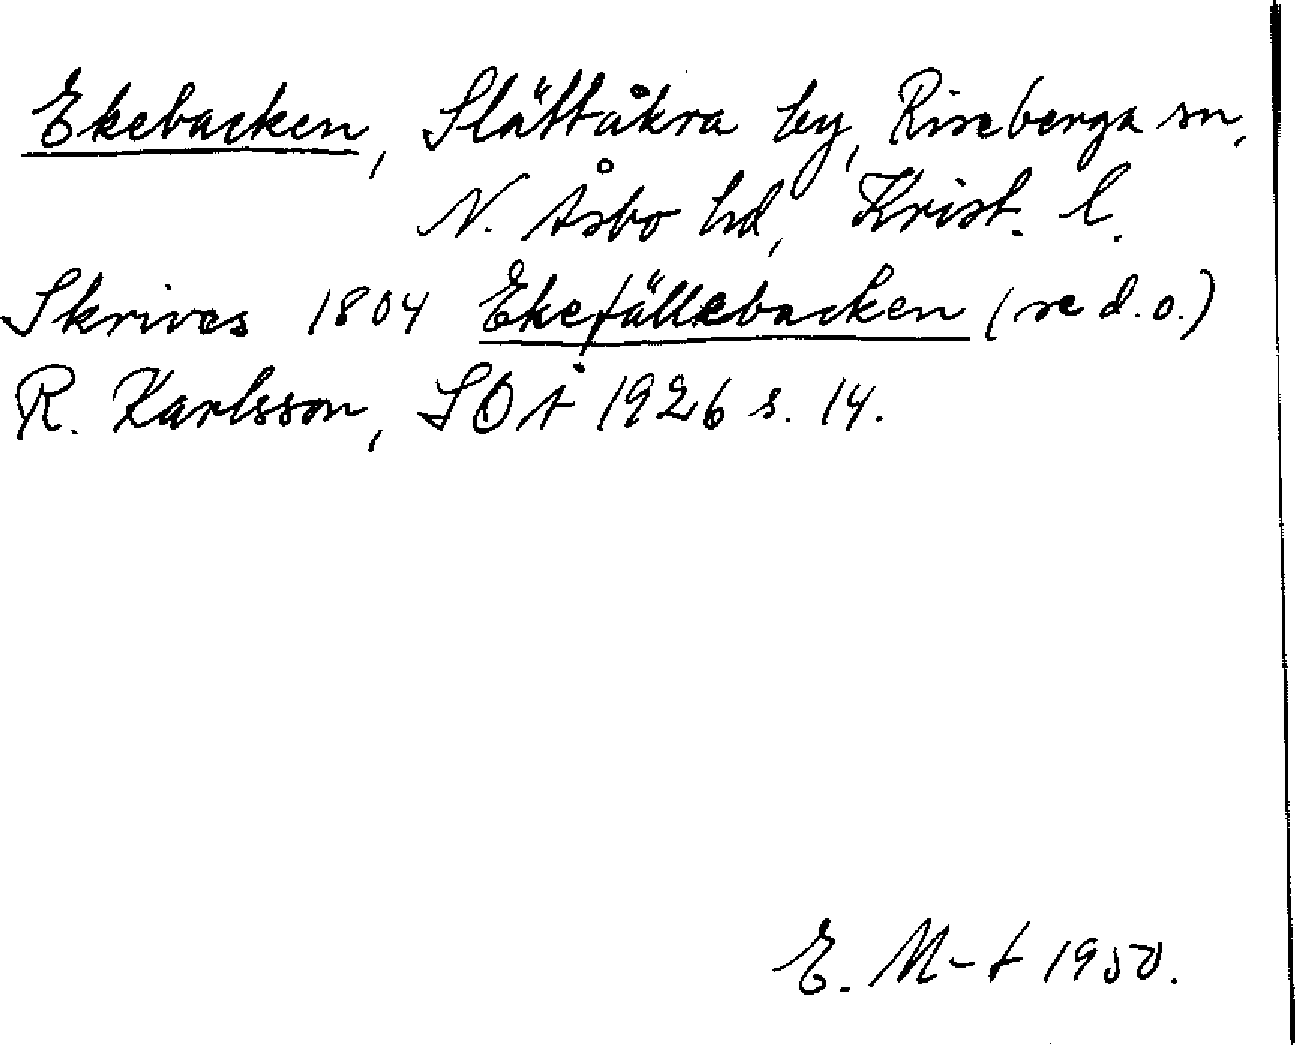 Ekebacken, Slättåkra by, Riseberga sn,
N. Åsbo hd, Krist. l.
Skrives 1804 Ekefällebacken (se d. o.)
R. Karlsson, SOÅ 1926 s. 14.
E. M-t 1950.